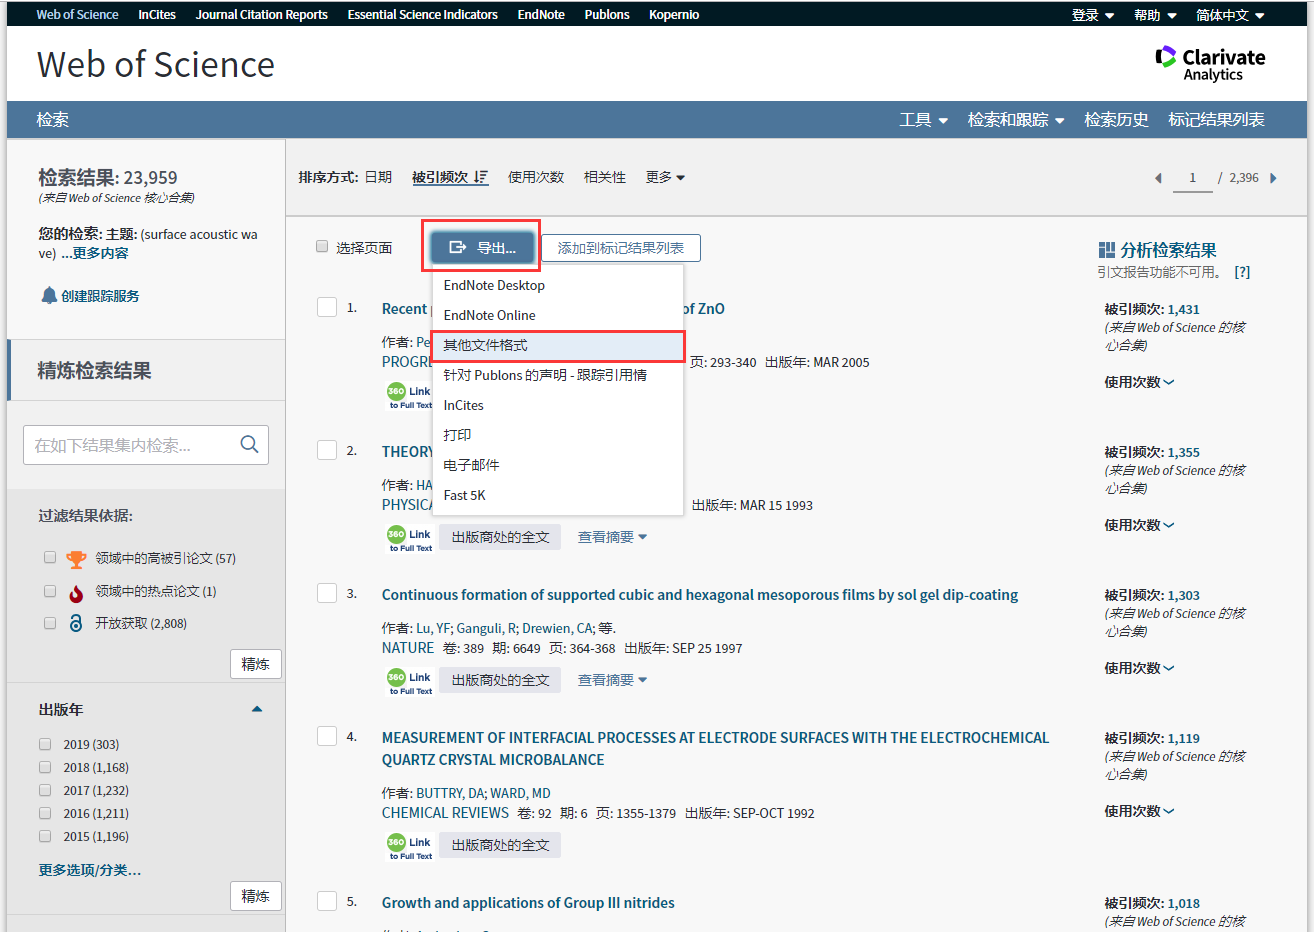 Web of Science InCites Journal Citation Reports Essential Science Indicators EndNote Publons Kopernio 登录 帮助 简体中文
Web of Science
Clarivate
Analytics
检索 工具 检索和跟踪 检索历史 标记结果列表
检索结果: 23,959
(来自 Web of Science 核心合集)
您的检索: 主题: (surface acoustic wa
ve) ...更多内容
创建跟踪服务
精炼检索结果
在如下结果集内检索...
过滤结果依据:
领域中的高被引论文 (57)
领域中的热点论文 (1)
开放获取 (2,808)
精炼
出版年
2019 (303)
2018 (1,168)
2017 (1,232)
2016 (1,211)
2015 (1,196)
更多选项/分类...
精炼
排序方式: 日期 被引频次 使用次数 相关性 更多
1 / 2,396
选择页面 导出... 添加到标记结果列表
EndNote Desktop
EndNote Online
其他文件格式
针对 Publons 的声明 - 跟踪引用情
InCites
打印
电子邮件
Fast 5K
分析检索结果
引文报告功能不可用。 [?]
1. Recent of ZnO
作者: Pe
PROGRE 页: 293-340 出版年: MAR 2005
360 Link
to Full Text
被引频次: 1,431
(来自 Web of Science 的核
心合集)
使用次数
2. THEORY
作者: HA
PHYSICA 出版年: MAR 15 1993
360 Link
to Full Text
出版商处的全文 查看摘要
被引频次: 1,355
(来自 Web of Science 的核
心合集)
使用次数
3. Continuous formation of supported cubic and hexagonal mesoporous films by sol gel dip-coating
作者: Lu, YF; Ganguli, R; Drewien, CA; 等.
NATURE 卷: 389 期: 6649 页: 364-368 出版年: SEP 25 1997
360 Link
to Full Text
出版商处的全文 查看摘要
被引频次: 1,303
(来自 Web of Science 的核
心合集)
使用次数
4. MEASUREMENT OF INTERFACIAL PROCESSES AT ELECTRODE SURFACES WITH THE ELECTROCHEMICAL
QUARTZ CRYSTAL MICROBALANCE
作者: BUTTRY, DA; WARD, MD
CHEMICAL REVIEWS 卷: 92 期: 6 页: 1355-1379 出版年: SEP-OCT 1992
360 Link
to Full Text
出版商处的全文
被引频次: 1,119
(来自 Web of Science 的核
心合集)
使用次数
5. Growth and applications of Group III nitrides
被引频次: 1,018
(来自 Web of Science 的核